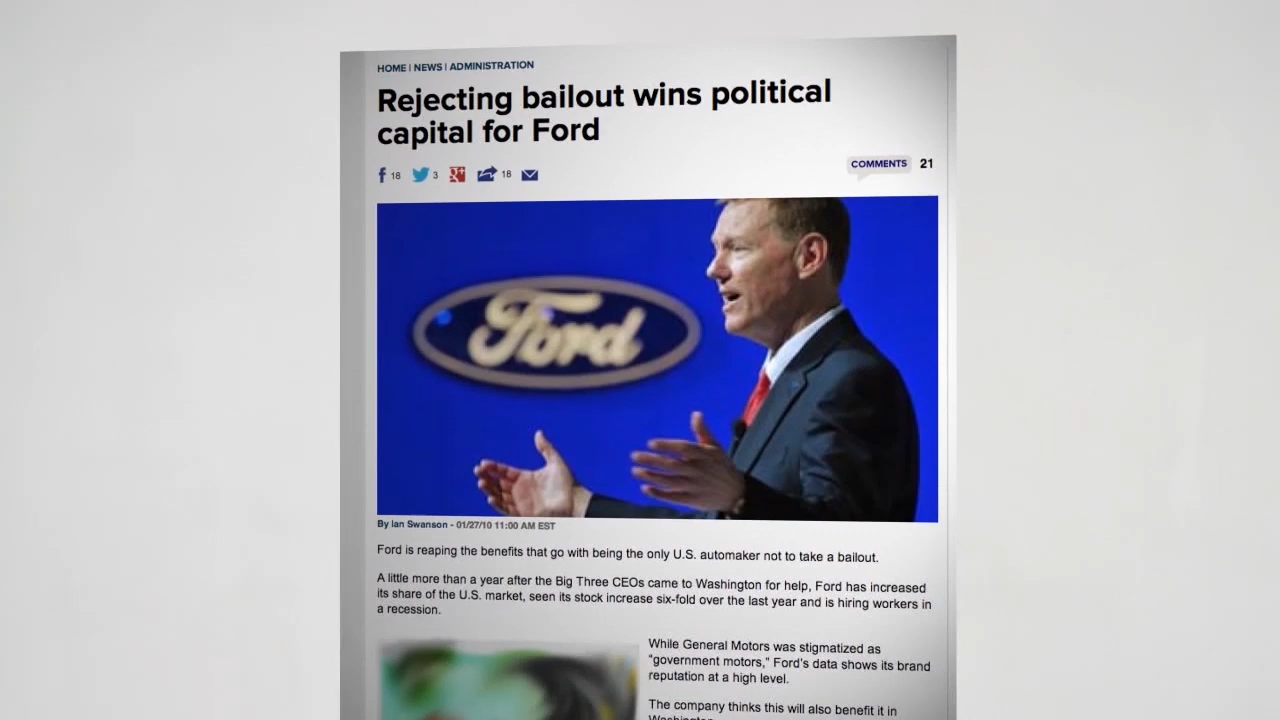 HOME | NEWS | ADMINISTRATION
Rejecting bailout wins political
capital for Ford
18
3
18
COMMENTS 21
Ford
By Ian Swanson - 01/27/10 11:00 AM EST
Ford is reaping the benefits that go with being the only U.S. automaker not to take a bailout.
A little more than a year after the Big Three CEOs came to Washington for help, Ford has increased
its share of the U.S. market, seen its stock increase six-fold over the last year and is hiring workers in
a recession.
While General Motors was stigmatized as
"government motors," Ford's data shows its brand
reputation at a high level.
The company thinks this will also benefit it in
Washington